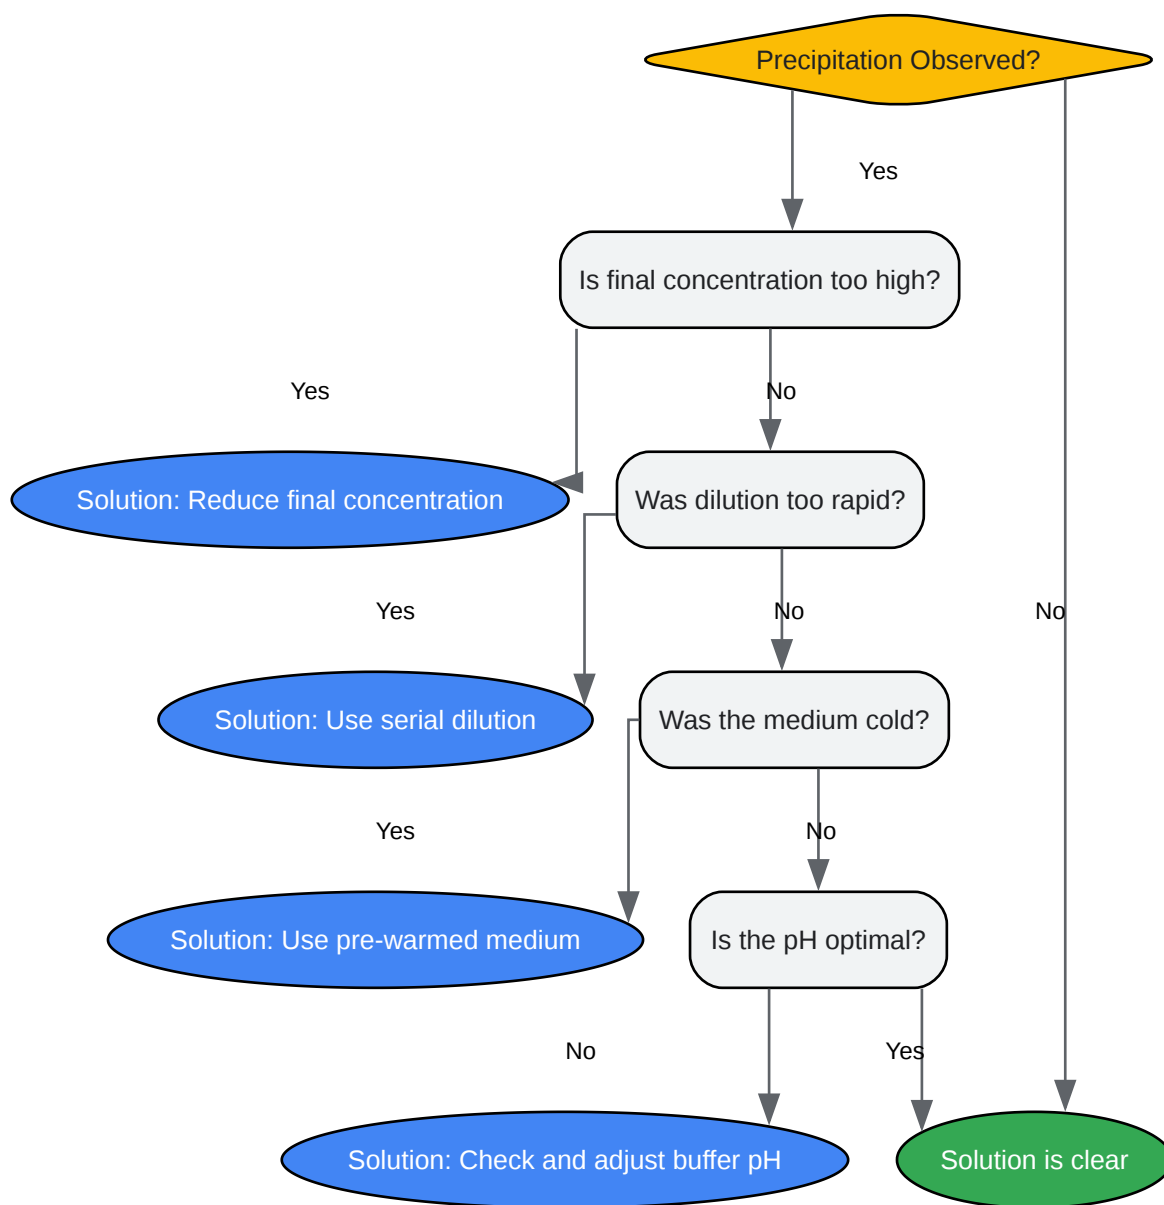 Precipitation Observed?
Yes
Is final concentration too high?
Yes
No
Solution: Reduce final concentration
Was dilution too rapid?
Yes
No
No
Solution: Use serial dilution
Was the medium cold?
Yes
No
Solution: Use pre-warmed medium
Is the pH optimal?
No
Yes
Solution: Check and adjust buffer pH
Solution is clear